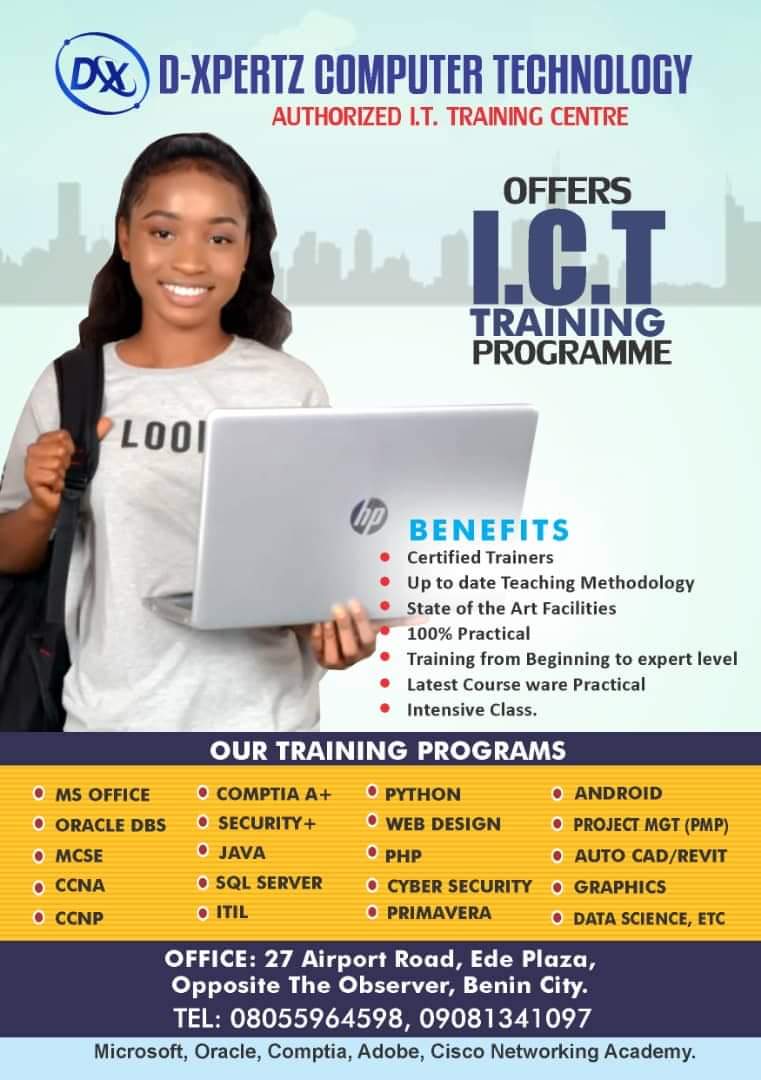 DX D-XPERTZ COMPUTER TECHNOLOGY
AUTHORIZED I.T. TRAINING CENTRE
OFFERS
I.C.T
TRAINING
PROGRAMME
LOO
hp
BENEFITS
Certified Trainers
Up to date Teaching Methodology
State of the Art Facilities
100% Practical
Training from Beginning to expert level
Latest Course ware Practical
Intensive Class.
OUR TRAINING PROGRAMS
MS OFFICE
ORACLE DBS
MCSE
CCNA
CCNP
COMPTIA A+
SECURITY+
JAVA
SQL SERVER
ITIL
PYTHON
WEB DESIGN
PHP
CYBER SECURITY
PRIMAVERA
ANDROID
PROJECT MGT (PMP)
AUTO CAD/REVIT
GRAPHICS
DATA SCIENCE, ETC
OFFICE: 27 Airport Road, Ede Plaza,
Opposite The Observer, Benin City.
TEL: 08055964598, 09081341097
Microsoft, Oracle, Comptia, Adobe, Cisco Networking Academy.